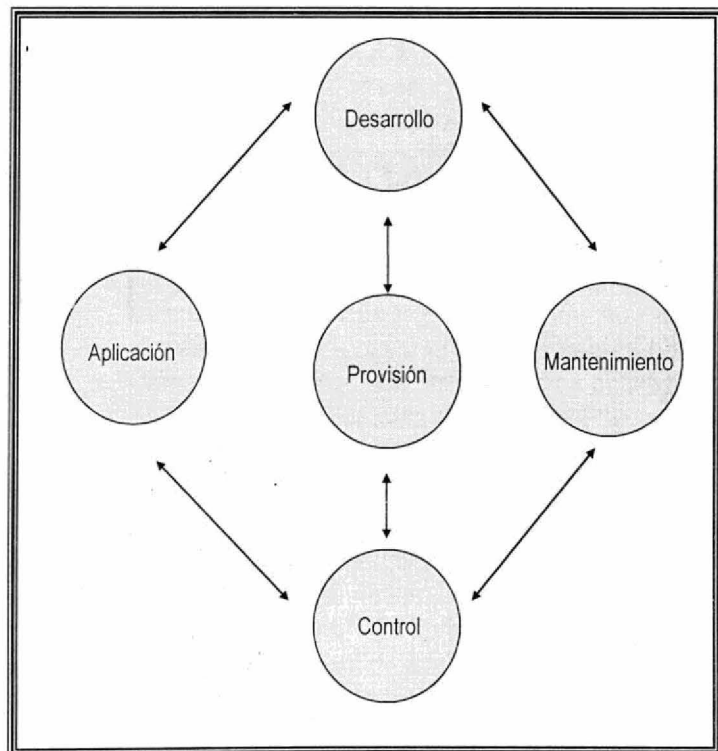 Desarrollo
Aplicación
Provisión
Mantenimiento
Control